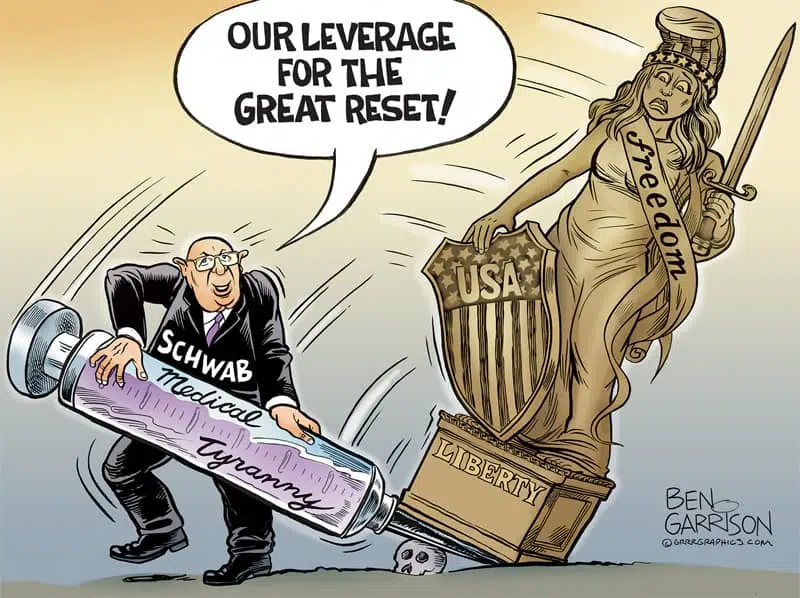 OUR LEVERAGE
FOR THE
GREAT RESET!
freedom
USA
SCHWAB
Medical
Tyranny
LIBERTY
BEN
GARRISON
©GRRRGRAPHICS.COM